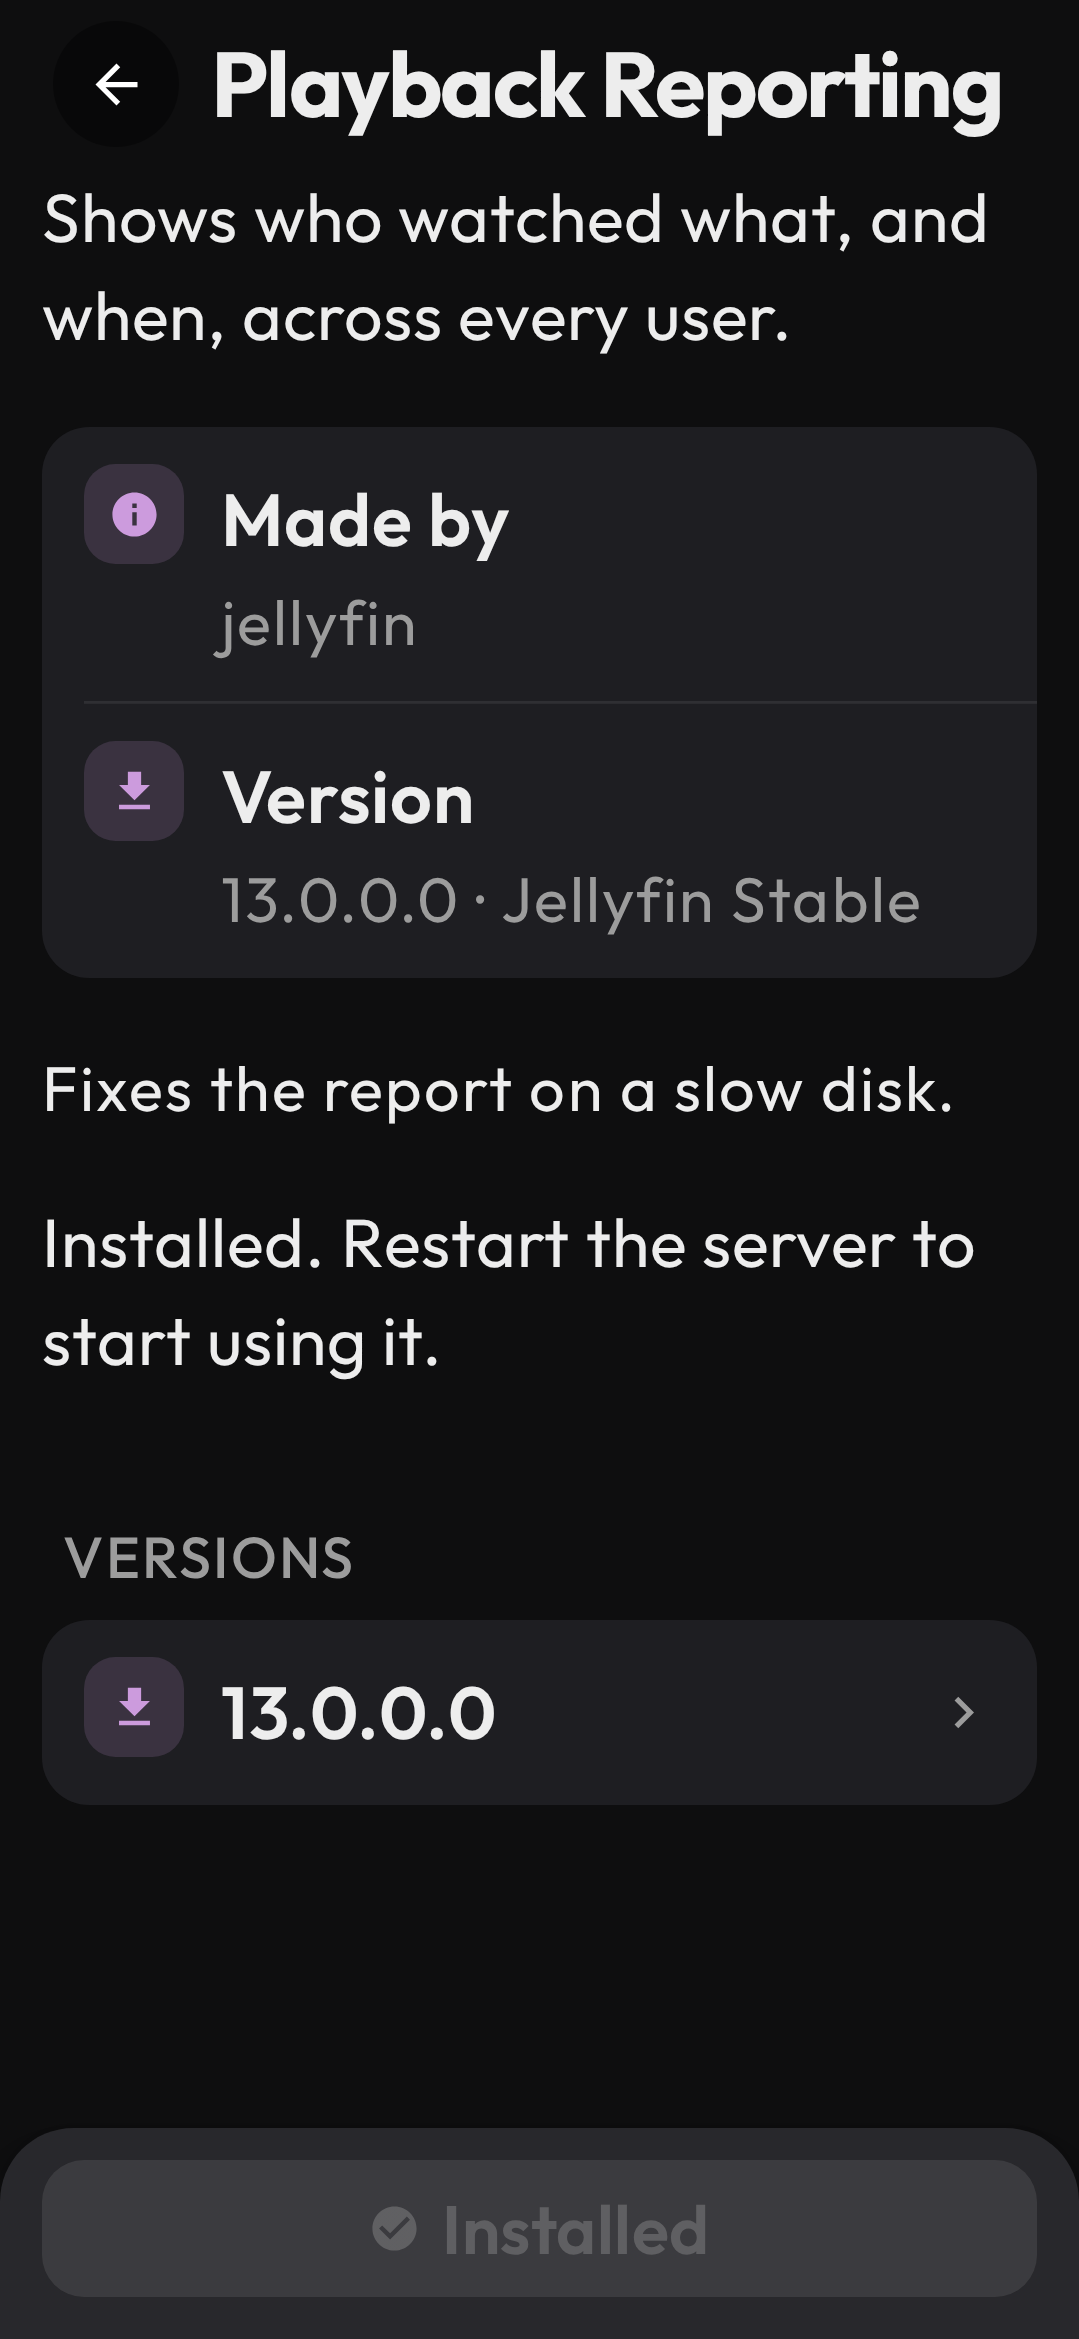 Playback Reporting
Shows who watched what, and
when, across every user.
Made by
jellyfin
Version
13.0.0.0 · Jellyfin Stable
Fixes the report on a slow disk.
Installed. Restart the server to
start using it.
VERSIONS
13.0.0.0
Installed